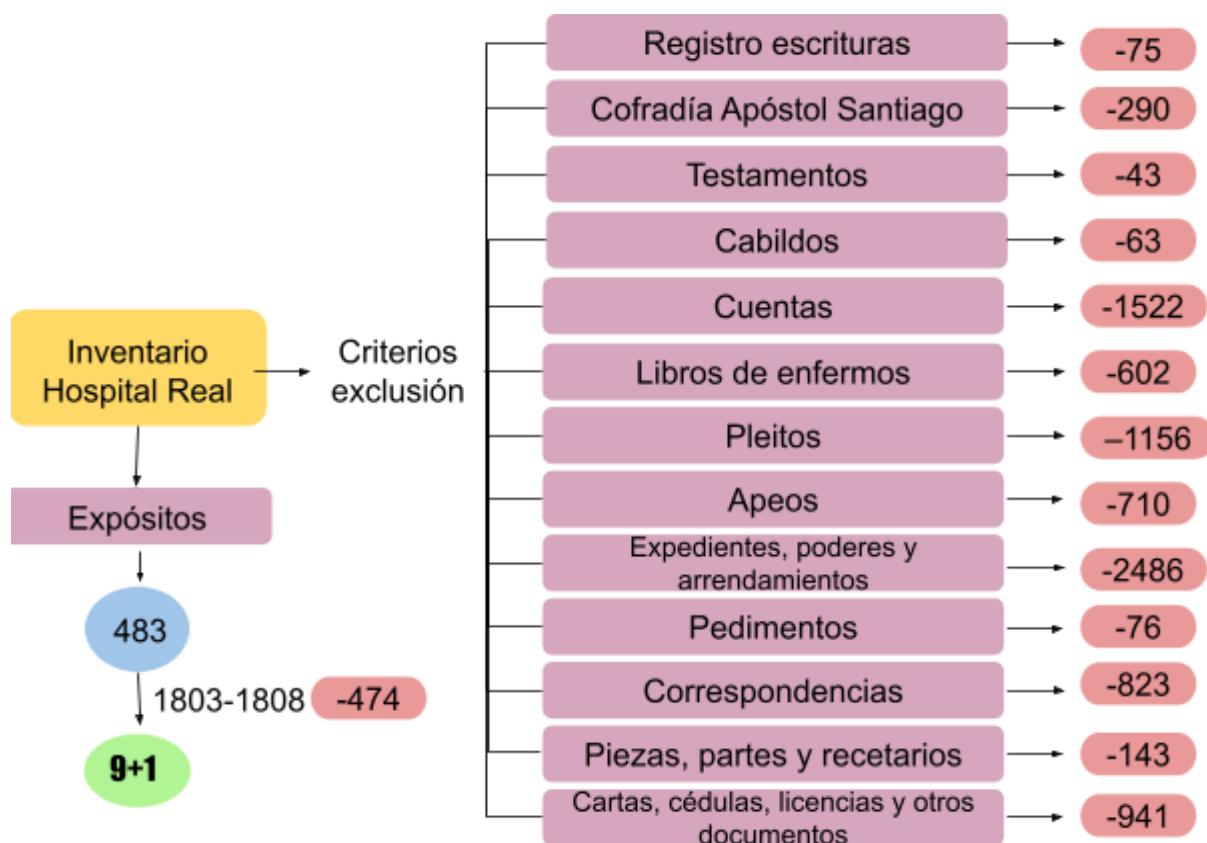 Registro escrituras
-75
Cofradía Apóstol Santiago
-290
Testamentos
-43
Cabildos
-63
Cuentas
-1522
Inventario
Hospital Real
Criterios
exclusión
Libros de enfermos
-602
Pleitos
–1156
Apeos
-710
Expósitos
Expedientes, poderes y
arrendamientos
-2486
483
Pedimentos
-76
1803-1808
-474
Correspondencias
-823
9+1
Piezas, partes y recetarios
-143
Cartas, cédulas, licencias y otros
documentos
-941